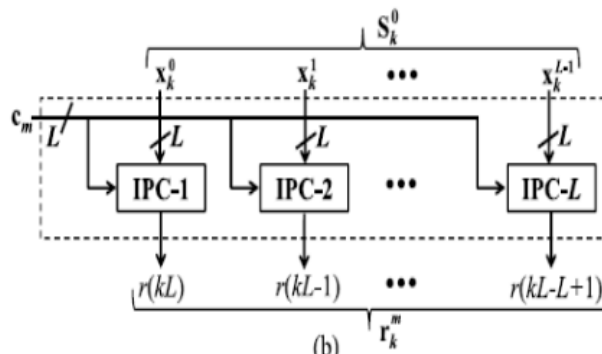 S_k^0
x_k^0 x_k^1 ••• x_k^{L-1}
c_m
L L L L
IPC-1 IPC-2 ••• IPC-L
r(kL) r(kL-1) ••• r(kL-L+1)
r_k^m
(b)